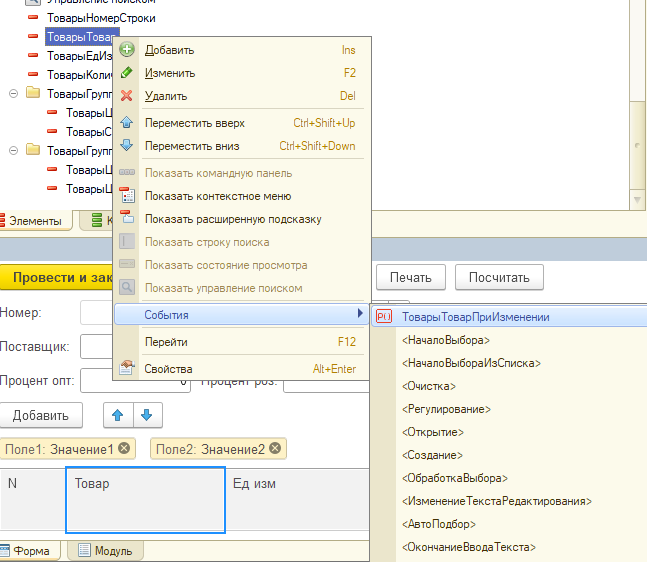 Управление поиском
ТоварыНомерСтроки
ТоварыТовар
ТоварыЕдИз
ТоварыКолич
ТоварыГрупп
ТоварыЦ
ТоварыС
ТоварыГрупп
ТоварыЦ
ТоварыЦ
Добавить Ins
Изменить F2
Удалить Del
Переместить вверх Ctrl+Shift+Up
Переместить вниз Ctrl+Shift+Down
Показать командную панель
Показать контекстное меню
Показать расширенную подсказку
Показать строку поиска
Показать состояние просмотра
Показать управление поиском
События
Перейти F12
Свойства Alt+Enter
Элементы
Провести и зак
Печать Посчитать
Номер:
Поставщик:
Процент опт: 0 Процент роз:
ТоварыТоварПриИзменении
<НачалоВыбора>
<НачалоВыбораИзСписка>
<Очистка>
<Регулирование>
<Открытие>
<Создание>
<ОбработкаВыбора>
<ИзменениеТекстаРедактирования>
<АвтоПодбор>
<ОкончаниеВводаТекста>
Добавить
Поле1: Значение1 Поле2: Значение2
N Товар Ед изм
Форма Модуль